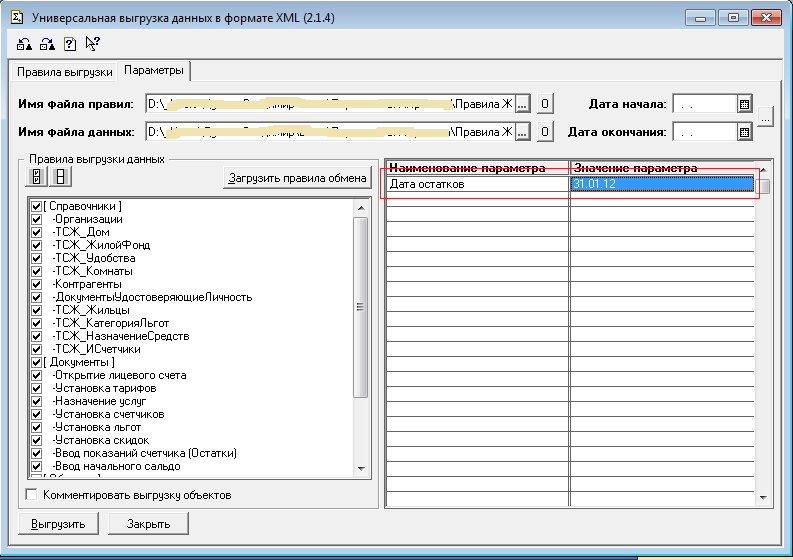 Универсальная выгрузка данных в формате XML (2.1.4)
Правила выгрузки Параметры
Имя Файла правил: D:\_ \Правила Ж ... 0 Дата начала: . .
Имя Файла данных: D:\_ \Правила Ж ... 0 Дата окончания: . . ...
Правила выгрузки данных
Загрузить правила обмена
Наименование параметра Значение параметра
Дата остатков 31.01.12
[ Справочники ]
-Организации
-ТСЖ_Дом
-ТСЖ_ЖилойФонд
-ТСЖ_Удобства
-ТСЖ_Комнаты
-Контрагенты
-ДокументыУдостоверяющиеЛичность
-ТСЖ_Жильцы
-ТСЖ_КатегорияЛьгот
-ТСЖ_НазначениеСредств
-ТСЖ_ИСчетчики
[ Документы ]
-Открытие лицевого счета
-Установка тарифов
-Назначение услуг
-Установка счетчиков
-Установка льгот
-Установка скидок
-Ввод показаний счетчика (Остатки)
-Ввод начального сальдо
Комментировать выгрузку объектов
Выгрузить Закрыть